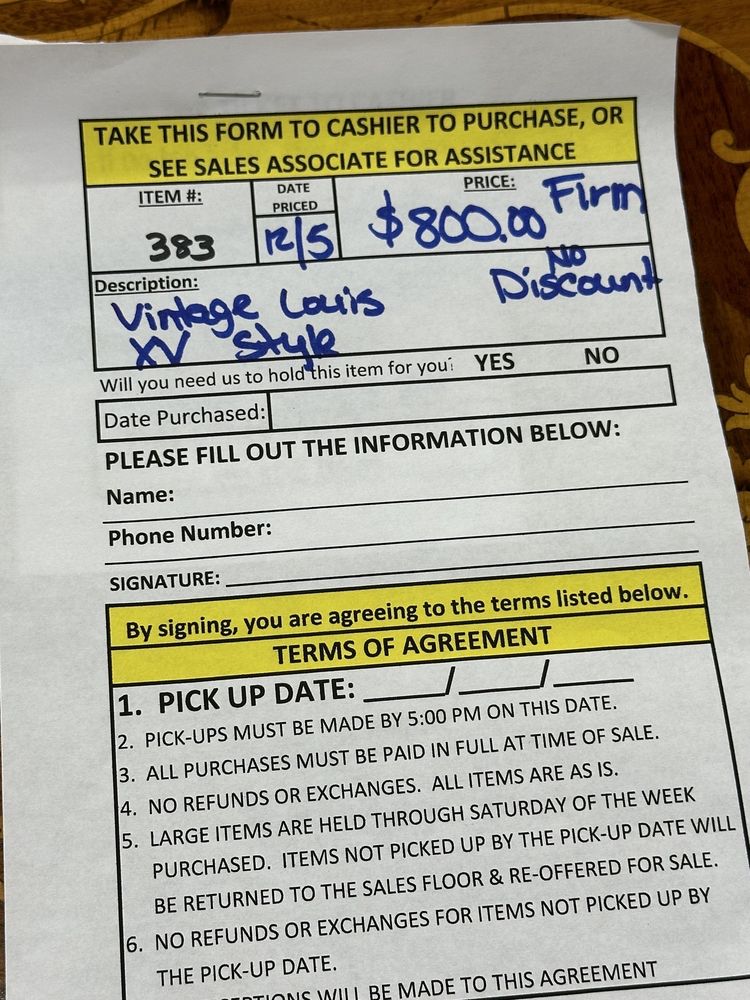 TAKE THIS FORM TO CASHIER TO PURCHASE, OR
SEE SALES ASSOCIATE FOR ASSISTANCE
ITEM #:
383
DATE
PRICED
12/5
PRICE:
$800.00 Firm
No
Discount
Description:
Vintage Louis
XV Style
Will you need us to hold this item for you? YES NO
Date Purchased:
PLEASE FILL OUT THE INFORMATION BELOW:
Name:
Phone Number:
SIGNATURE:
By signing, you are agreeing to the terms listed below.
TERMS OF AGREEMENT
1. PICK UP DATE: ____/____/____
2. PICK-UPS MUST BE MADE BY 5:00 PM ON THIS DATE.
3. ALL PURCHASES MUST BE PAID IN FULL AT TIME OF SALE.
4. NO REFUNDS OR EXCHANGES. ALL ITEMS ARE AS IS.
5. LARGE ITEMS ARE HELD THROUGH SATURDAY OF THE WEEK
PURCHASED. ITEMS NOT PICKED UP BY THE PICK-UP DATE WILL
BE RETURNED TO THE SALES FLOOR & RE-OFFERED FOR SALE.
6. NO REFUNDS OR EXCHANGES FOR ITEMS NOT PICKED UP BY
THE PICK-UP DATE.
WILL BE MADE TO THIS AGREEMENT